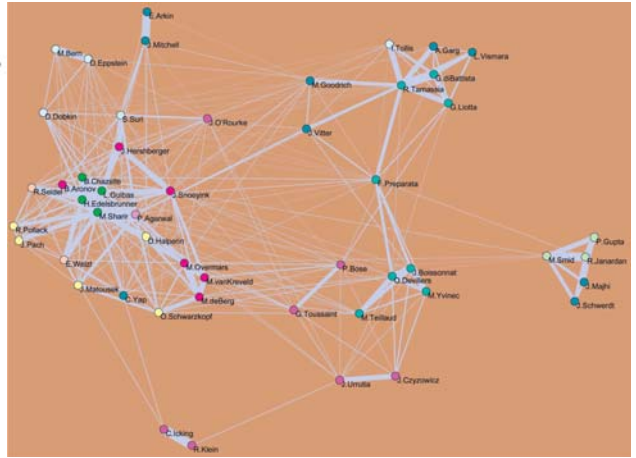 E.Arkin
J.Mitchell
M.Bern
D.Eppstein
I.Tollis
A.Garg
L.Vismara
G.diBattista
M.Goodrich
R.Tamassia
G.Liotta
D.Dobkin
S.Suri
J.O'Rourke
J.Vitter
J.Hershberger
B.Chazelle
F.Preparata
R.Seidel
B.Aronov
L.Guibas
J.Snoeyink
H.Edelsbrunner
M.Sharir
P.Agarwal
R.Pollack
J.Pach
D.Halperin
P.Gupta
M.Smid
R.Janardan
E.Welzl
M.Overmars
P.Bose
J.Boissonnat
M.vanKreveld
O.Devillers
J.Majhi
J.Matousek
C.Yap
M.deBerg
M.Yvinec
J.Schwerdt
O.Schwarzkopf
G.Toussaint
M.Teillaud
J.Urrutia
J.Czyzowicz
C.Icking
R.Klein